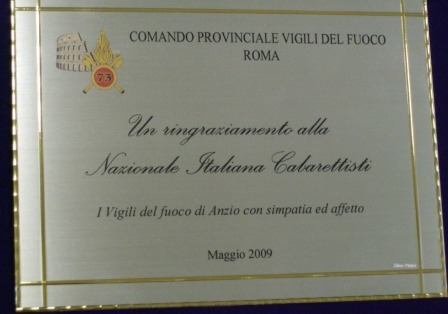 COMANDO PROVINCIALE VIGILI DEL FUOCO
ROMA
73
Un ringraziamento alla
Nazionale Italiana Cabarettisti
I Vigili del fuoco di Anzio con simpatia ed affetto
Maggio 2009